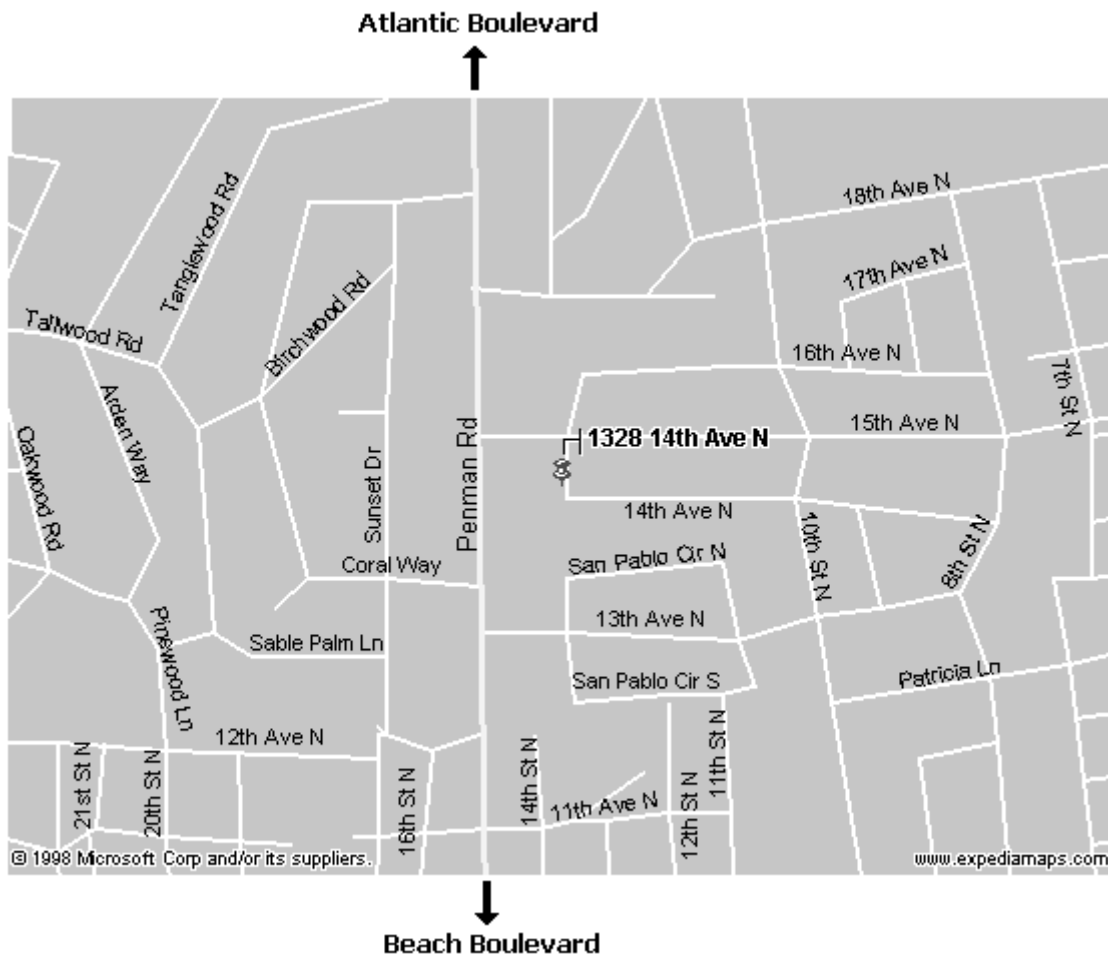 Atlantic Boulevard
18th Ave N
Tanglewood Rd
17th Ave N
Tallwood Rd
Birchwood Rd
16th Ave N
7th St N
Arden Way
15th Ave N
1328 14th Ave N
Oakwood Rd
Sunset Dr
Penman Rd
14th Ave N
10th St N
8th St N
San Pablo Cir N
Coral Way
13th Ave N
Pinewood Ln
Sable Palm Ln
San Pablo Cir S
Patricia Ln
12th Ave N
21st St N
20th St N
16th St N
14th St N
11th Ave N
12th St N
11th St N
© 1998 Microsoft Corp and/or its suppliers.
www.expediamaps.com
Beach Boulevard